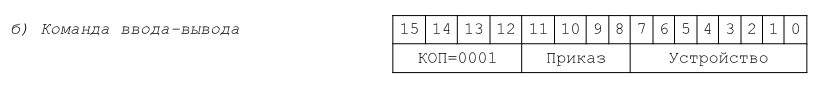 б) Команда ввода-вывода
15 14 13 12 11 10 9 8 7 6 5 4 3 2 1 0
КОП=0001 Приказ Устройство